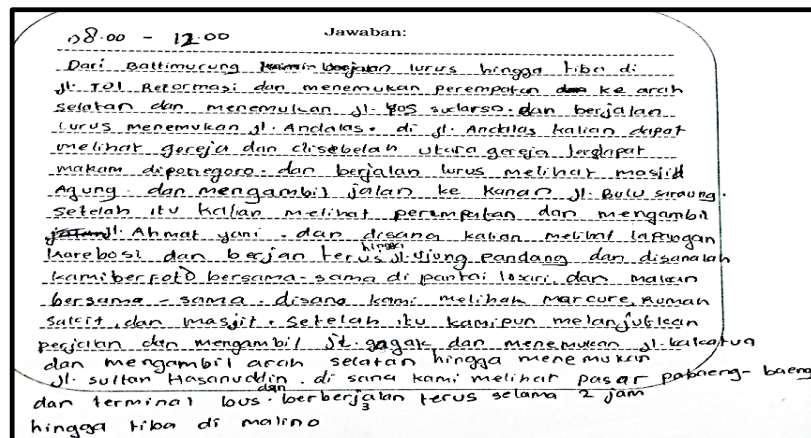 Jawaban:
08.00 - 12.00
Dari Battimurung berjalan lurus hingga tiba di
Jl. TOl Reformasi dan menemukan perempatan ke arah
selatan dan menemukan Jl. yos sudarso. dan berjalan
lurus menemukan Jl. Andalas. di Jl. Andalas kalian dapat
melihat gereja dan disebelah utara gereja terdapat
makam diponegoro. dan berjalan lurus melihat masjid
Agung. dan mengambil jalan ke kanan Jl. Bulu siraung.
Setelah itu kalian melihat perempatan dan mengambil
Jl. Ahmat yani. dan disana kalian melihat lapangan
karebosi dan berjan terus hingga Jl. ujung pandang dan disanalah
kami berfoto bersama-sama di pantai losari, dan makan
bersama-sama. disana kami melihat Marcure, Rumah
Sakit, dan masjit. Setelah itu kamipun melanjutkan
perjalan dan mengambil Jl. gagak dan menemukan Jl. kakatua
dan mengambil arah selatan hingga menemukan
Jl. sultan Hasanuddin. di sana kami melihat pasar pabaeng-baeng
dan terminal bus. dan berberjalan terus selama 2 jam
hingga tiba di malino
3